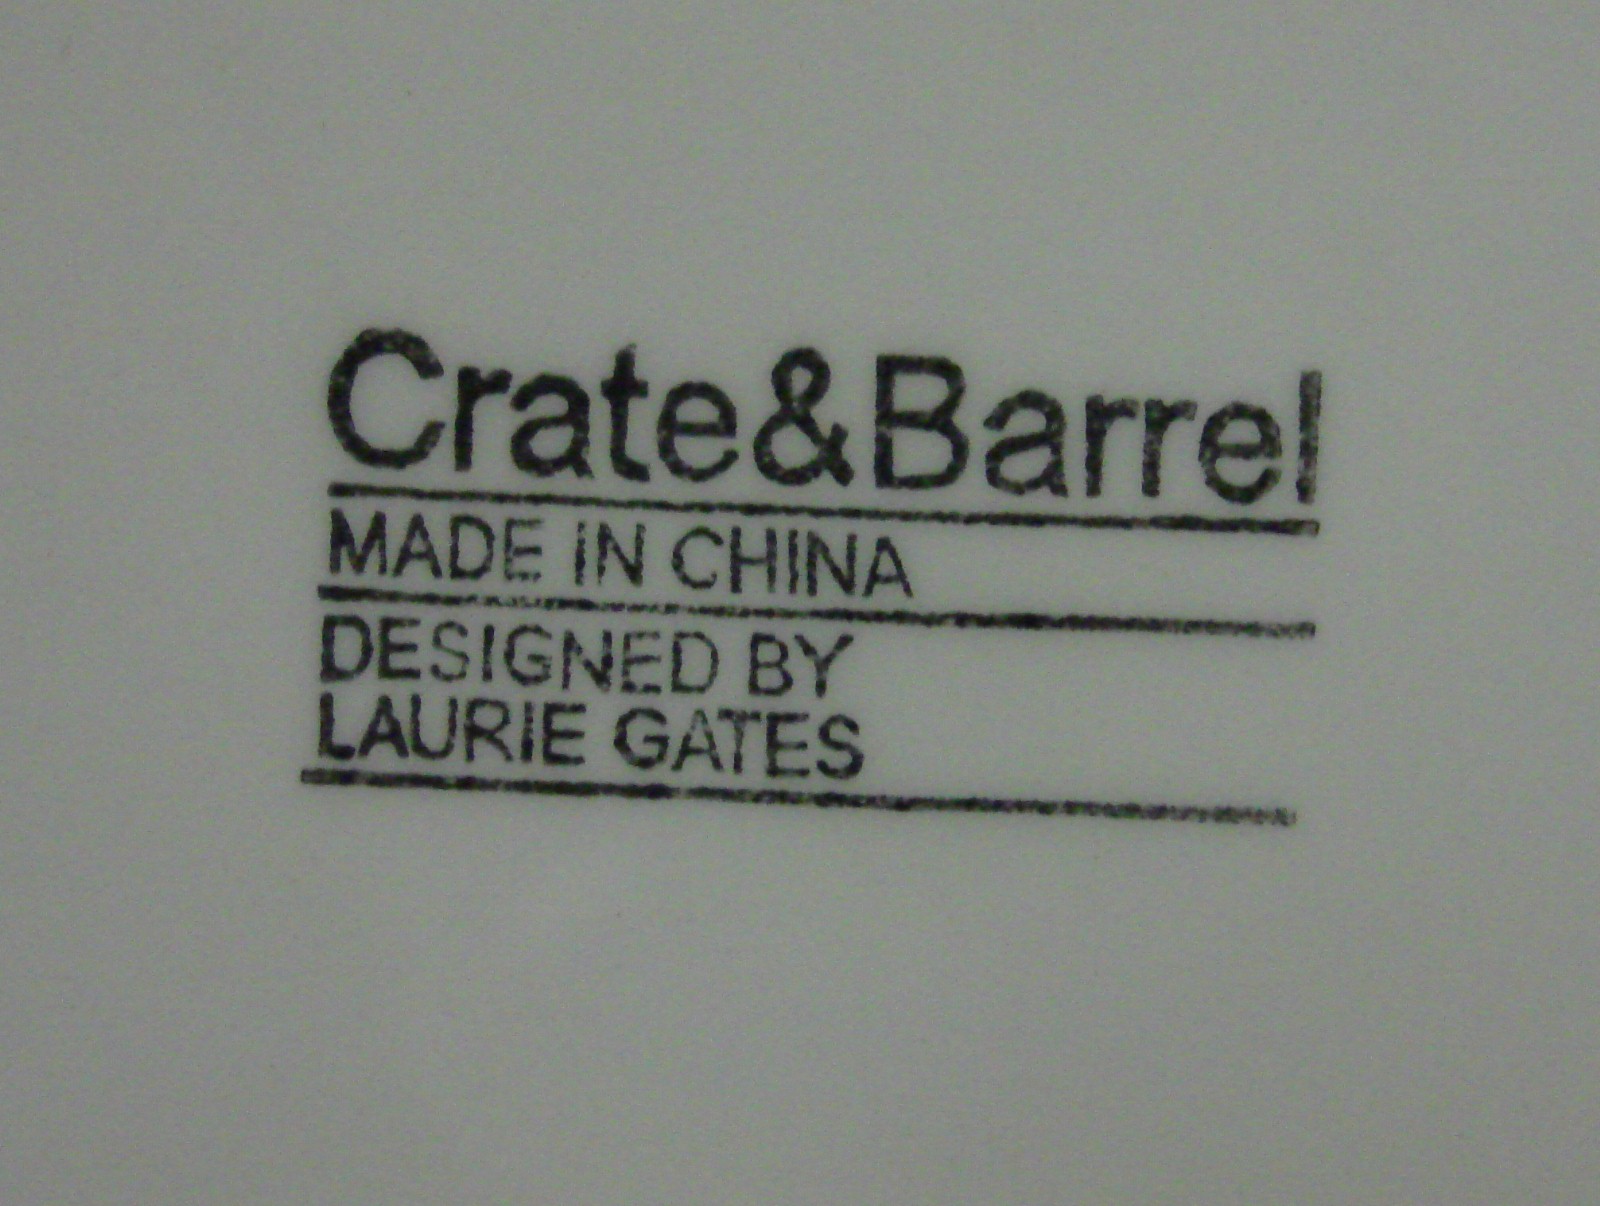 Crate&Barrel
MADE IN CHINA
DESIGNED BY
LAURIE GATES